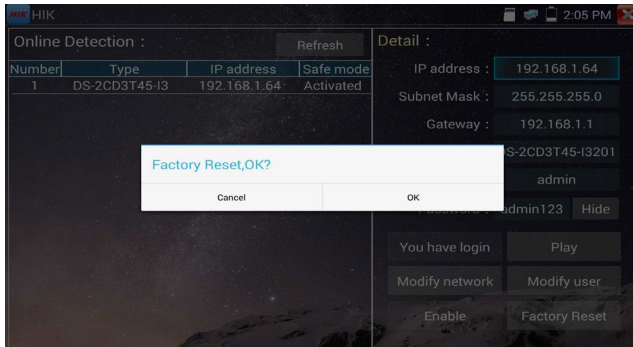 HIK HIK 2:05 PM
Online Detection : Refresh
Number Type IP address Safe mode
1 DS-2CD3T45-I3 192.168.1.64 Activated
Detail :
IP address : 192.168.1.64
Subnet Mask : 255.255.255.0
Gateway : 192.168.1.1
S-2CD3T45-I3201
admin
admin123 Hide
You have login Play
Modify network Modify user
Enable Factory Reset
Factory Reset,OK?
Cancel OK